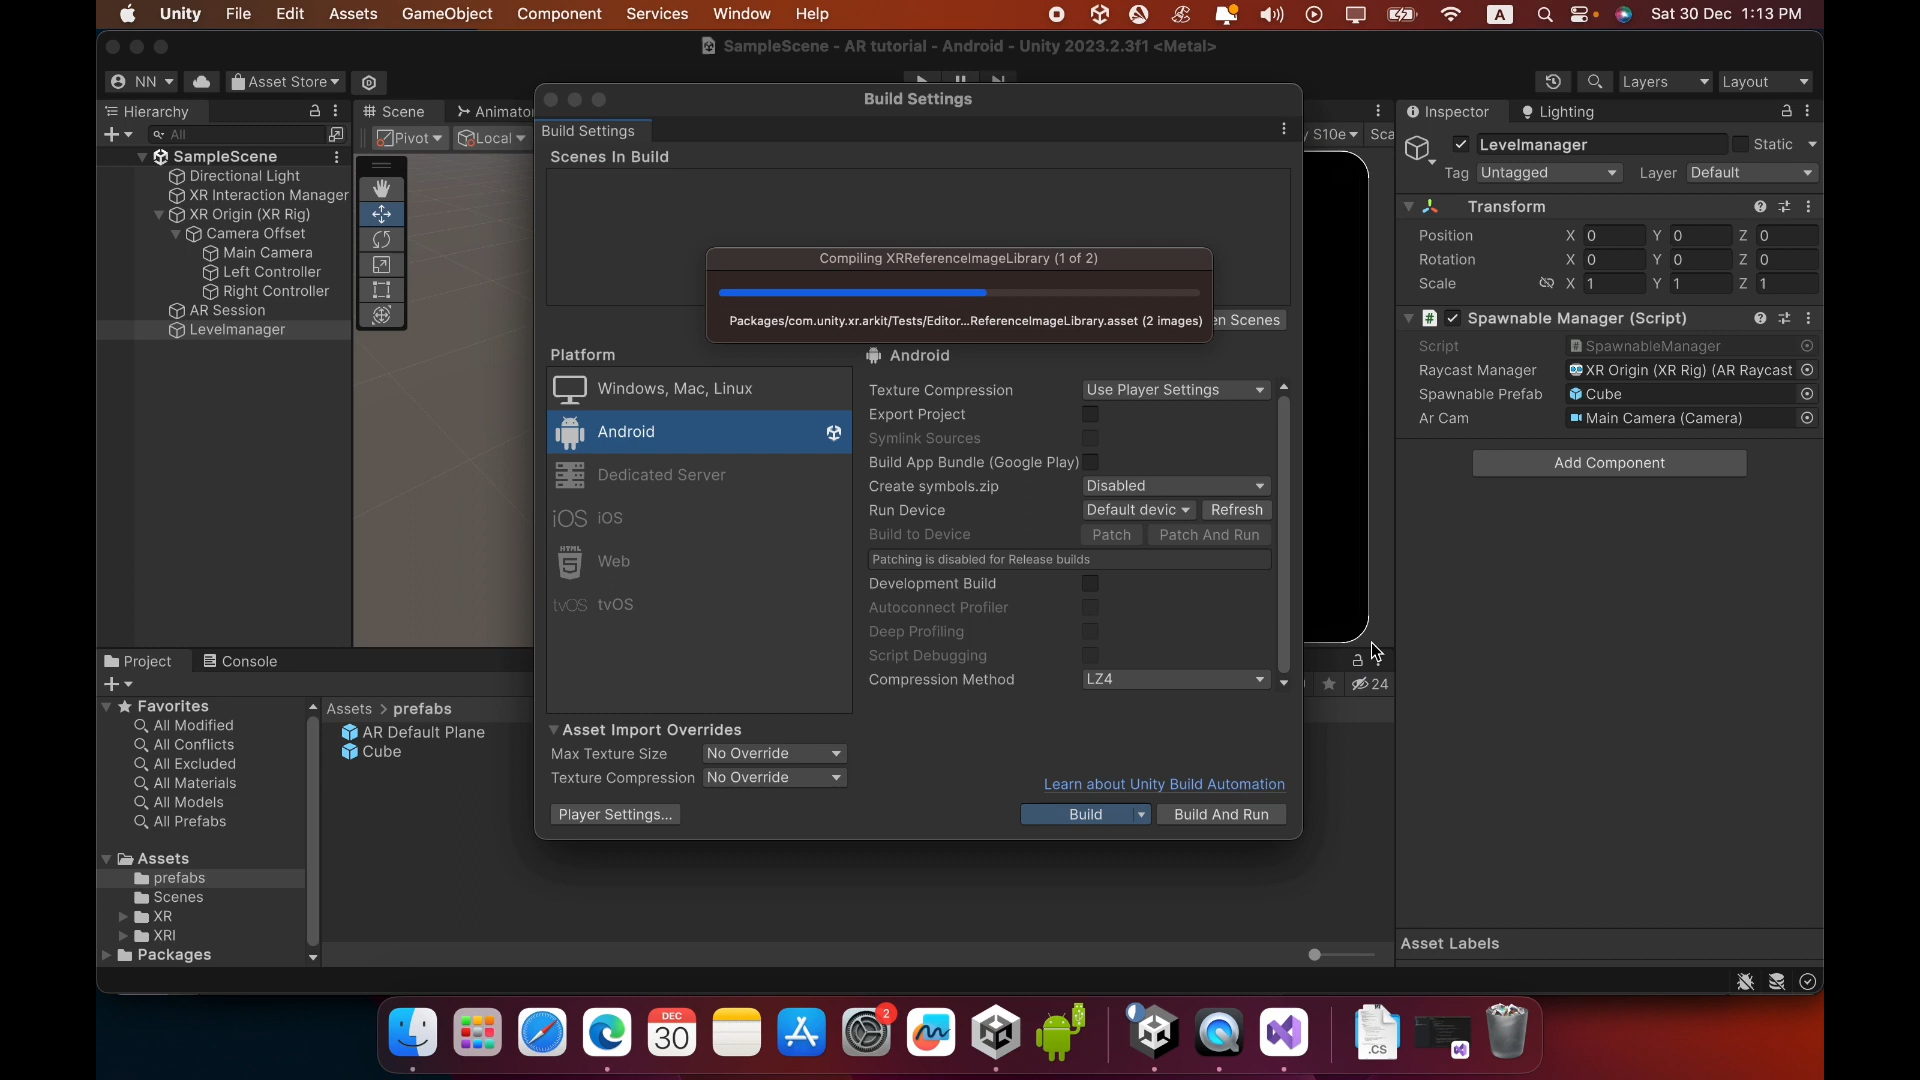 Unity File Edit Assets GameObject Component Services Window Help
A Sat 30 Dec 1:13 PM
SampleScene - AR tutorial - Android - Unity 2023.2.3f1 <Metal>
NN Asset Store Layers Layout
Hierarchy Scene Animator
All
Pivot Local
SampleScene
Directional Light
XR Interaction Manager
XR Origin (XR Rig)
Camera Offset
Main Camera
Left Controller
Right Controller
AR Session
Levelmanager
Build Settings
Build Settings
Scenes In Build
Compiling XRReferenceImageLibrary (1 of 2)
Packages/com.unity.xr.arkit/Tests/Editor...ReferenceImageLibrary.asset (2 images)
Scenes
Platform
Windows, Mac, Linux
Android
Dedicated Server
iOS iOS
HTML 5 Web
tvOS tvOS
Android
Texture Compression Use Player Settings
Export Project
Symlink Sources
Build App Bundle (Google Play)
Create symbols.zip Disabled
Run Device Default devic Refresh
Build to Device Patch Patch And Run
Patching is disabled for Release builds
Development Build
Autoconnect Profiler
Deep Profiling
Script Debugging
Compression Method LZ4
Asset Import Overrides
Max Texture Size No Override
Texture Compression No Override
Learn about Unity Build Automation
Player Settings... Build Build And Run
S10e Sca
Inspector Lighting
Levelmanager Static
Tag Untagged Layer Default
Transform
Position X 0 Y 0 Z 0
Rotation X 0 Y 0 Z 0
Scale X 1 Y 1 Z 1
Spawnable Manager (Script)
Script SpawnableManager
Raycast Manager XR Origin (XR Rig) (AR Raycast
Spawnable Prefab Cube
Ar Cam Main Camera (Camera)
Add Component
Asset Labels
Project Console
24
Favorites
All Modified
All Conflicts
All Excluded
All Materials
All Models
All Prefabs
Assets
prefabs
Scenes
XR
XRI
Packages
Assets > prefabs
AR Default Plane
Cube
DEC
30
2
.CS